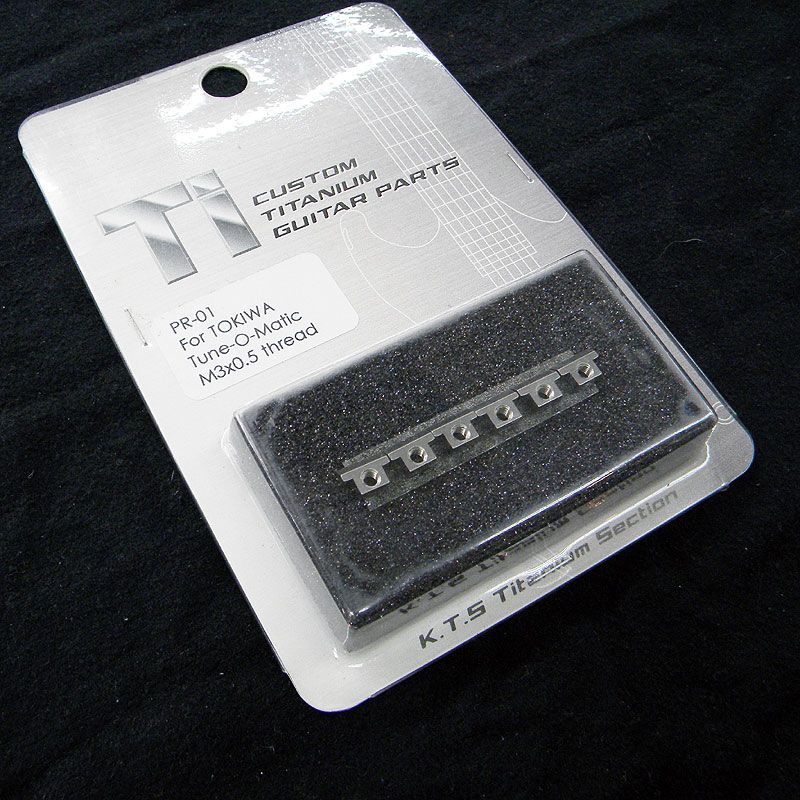 Ti
CUSTOM
TITANIUM
GUITAR PARTS
PR-01
For TOKIWA
Tune-O-Matic
M3x0.5 thread
K.T.S Titanium Section